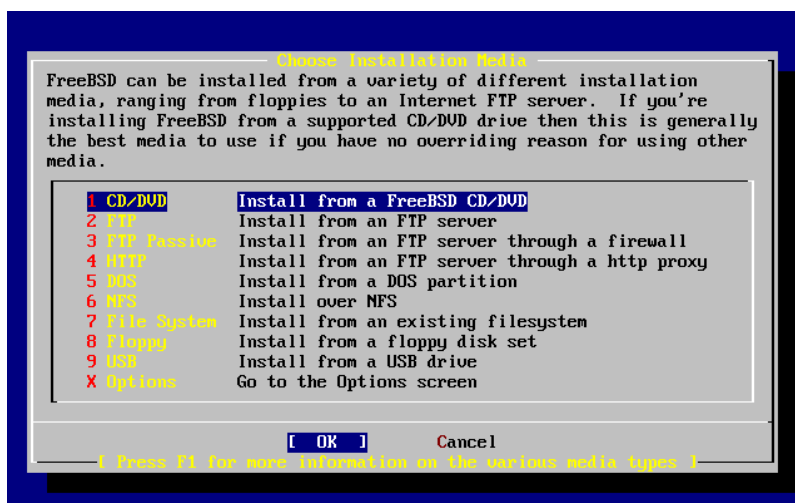 Choose Installation Media
FreeBSD can be installed from a variety of different installation
media, ranging from floppies to an Internet FTP server.  If you're
installing FreeBSD from a supported CD/DVD drive then this is generally
the best media to use if you have no overriding reason for using other
media.
1 CD/DVD Install from a FreeBSD CD/DVD
2 FTP Install from an FTP server
3 FTP Passive Install from an FTP server through a firewall
4 HTTP Install from an FTP server through a http proxy
5 DOS Install from a DOS partition
6 NFS Install over NFS
7 File System Install from an existing filesystem
8 Floppy Install from a floppy disk set
9 USB Install from a USB drive
X Options Go to the Options screen
[ OK ] Cancel
[ Press F1 for more information on the various media types ]